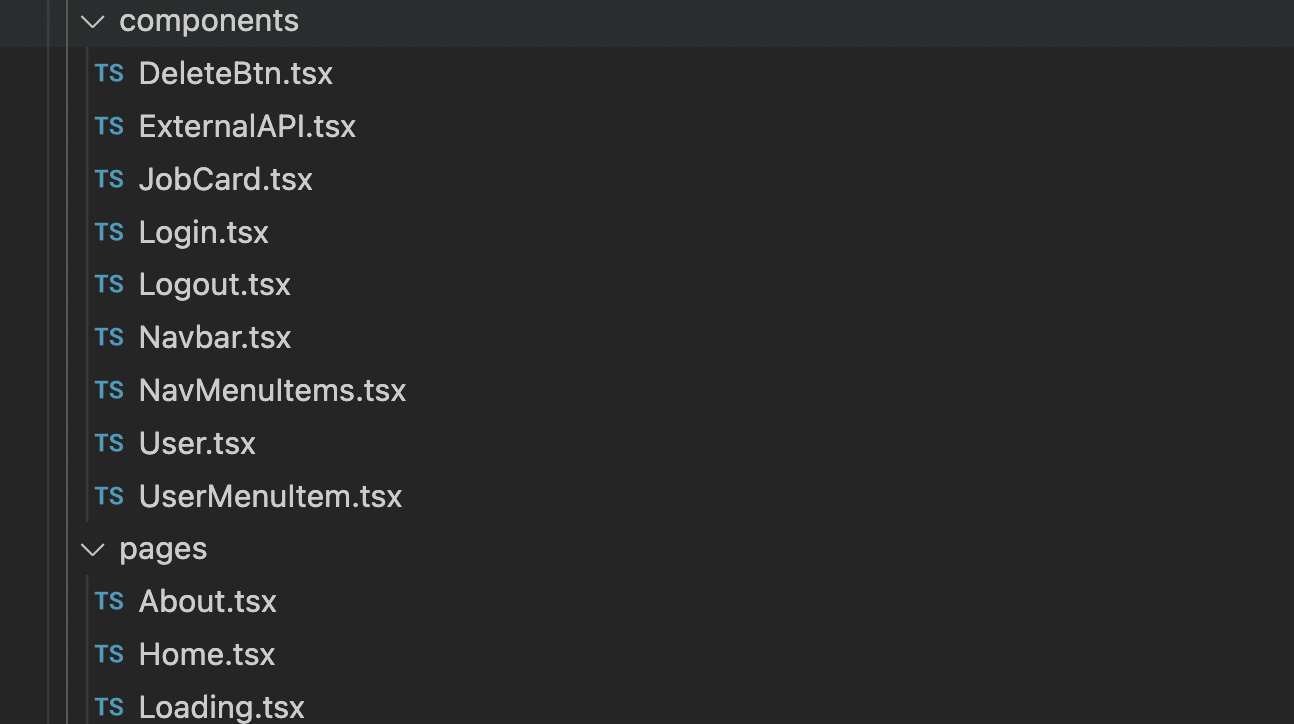 components
TS DeleteBtn.tsx
TS ExternalAPI.tsx
TS JobCard.tsx
TS Login.tsx
TS Logout.tsx
TS Navbar.tsx
TS NavMenuItems.tsx
TS User.tsx
TS UserMenuItem.tsx
pages
TS About.tsx
TS Home.tsx
TS Loading.tsx